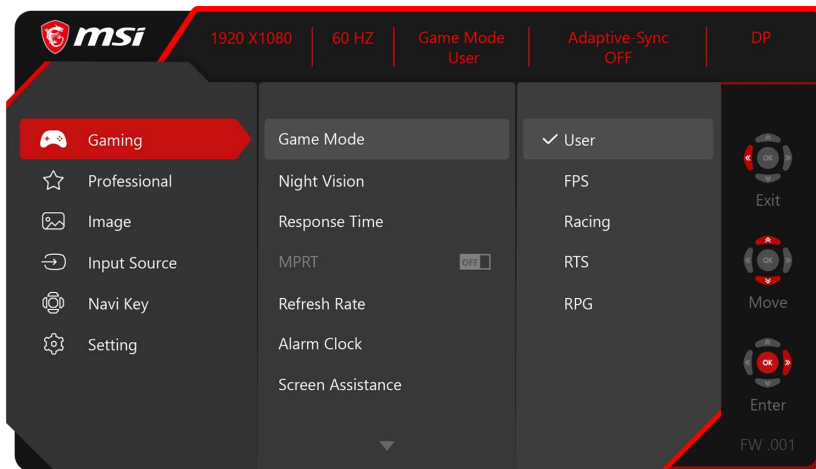 msi
1920 X1080
60 HZ
Game Mode
User
Adaptive-Sync
OFF
DP
Gaming
Professional
Image
Input Source
Navi Key
Setting
Game Mode
Night Vision
Response Time
MPRT OFF
Refresh Rate
Alarm Clock
Screen Assistance
User
FPS
Racing
RTS
RPG
OK
Exit
OK
Move
OK
Enter
FW .001